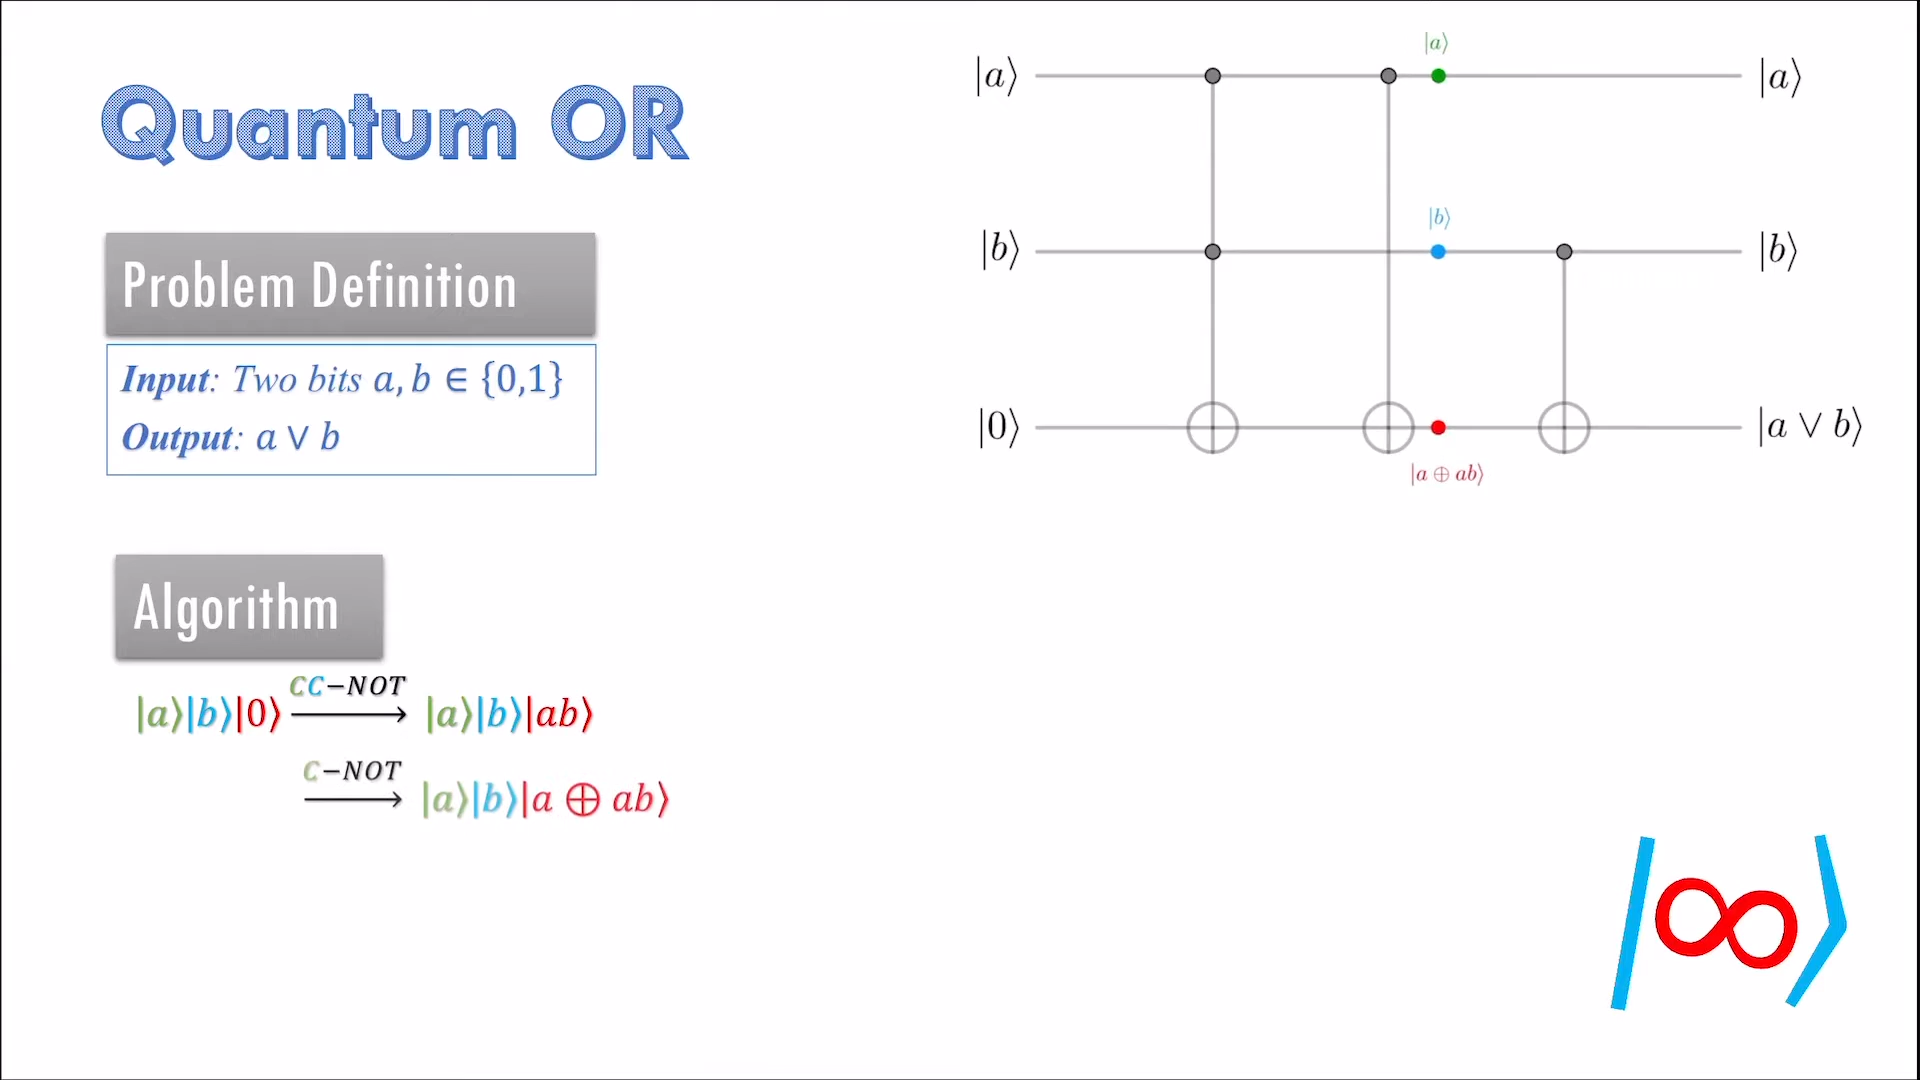 Quantum OR
Problem Definition
Input: Two bits a, b ∈ {0,1}
Output: a ∨ b
Algorithm
|a⟩|b⟩|0⟩ CC−NOT ⟶ |a⟩|b⟩|ab⟩
C−NOT ⟶ |a⟩|b⟩|a ⊕ ab⟩
|a⟩
|a⟩
|a⟩
|b⟩
|b⟩
|b⟩
|0⟩
|a ∨ b⟩
|a ⊕ ab⟩
|∞⟩